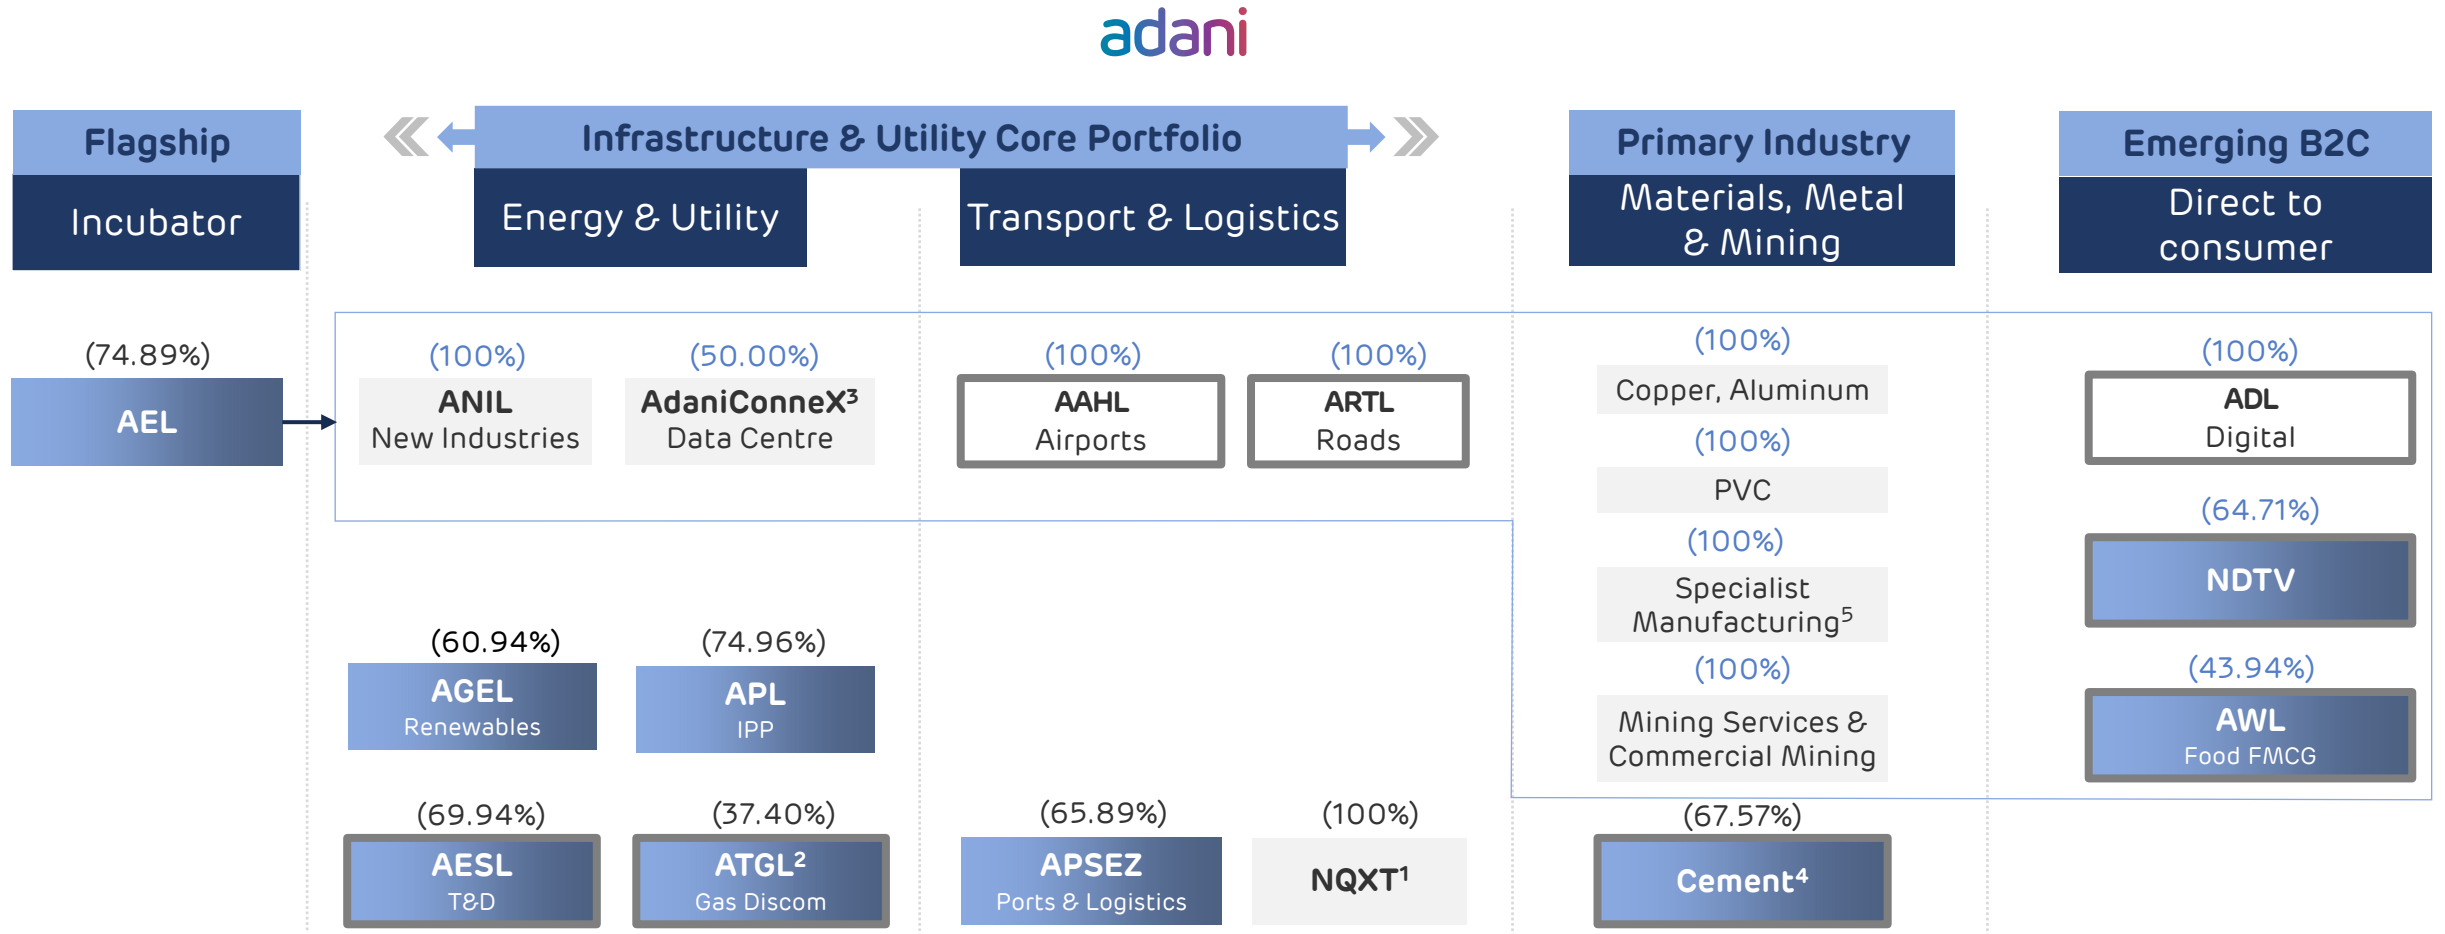 adani
Flagship
Incubator
Infrastructure & Utility Core Portfolio
Energy & Utility
Transport & Logistics
Primary Industry
Materials, Metal
& Mining
Emerging B2C
Direct to
consumer
(74.89%)
AEL
(100%)
ANIL
New Industries
(50.00%)
AdaniConneX³
Data Centre
(100%)
AAHL
Airports
(100%)
ARTL
Roads
(100%)
Copper, Aluminum
(100%)
PVC
(100%)
Specialist
Manufacturing⁵
(100%)
Mining Services &
Commercial Mining
(100%)
ADL
Digital
(64.71%)
NDTV
(43.94%)
AWL
Food FMCG
(60.94%)
AGEL
Renewables
(74.96%)
APL
IPP
(69.94%)
AESL
T&D
(37.40%)
ATGL²
Gas Discom
(65.89%)
APSEZ
Ports & Logistics
(100%)
NQXT¹
(67.57%)
Cement⁴